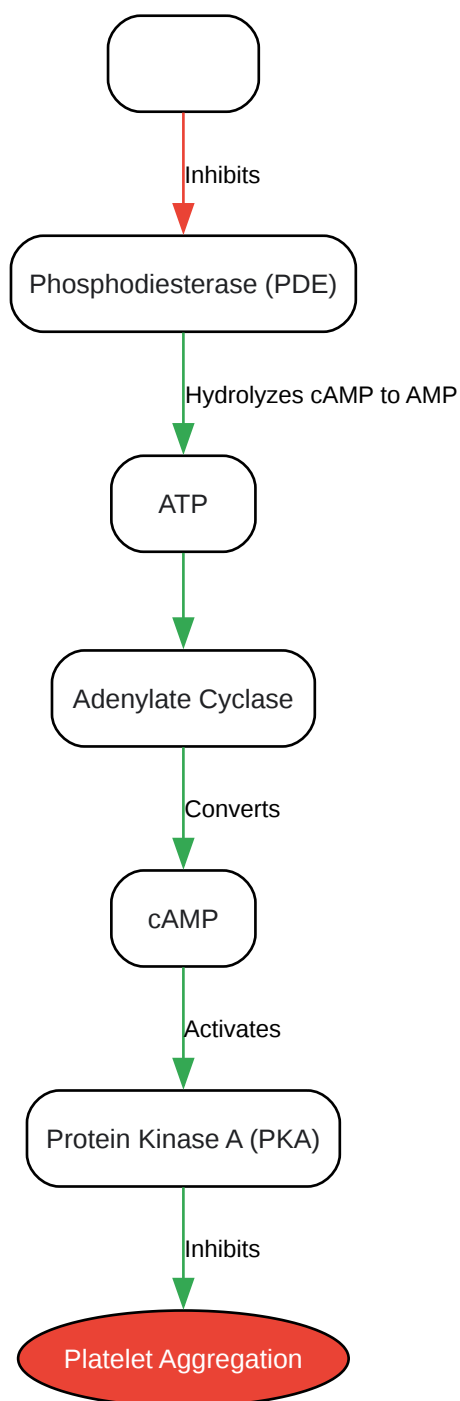 Inhibits
Phosphodiesterase (PDE)
Hydrolyzes cAMP to AMP
ATP
Adenylate Cyclase
Converts
cAMP
Activates
Protein Kinase A (PKA)
Inhibits
Platelet Aggregation